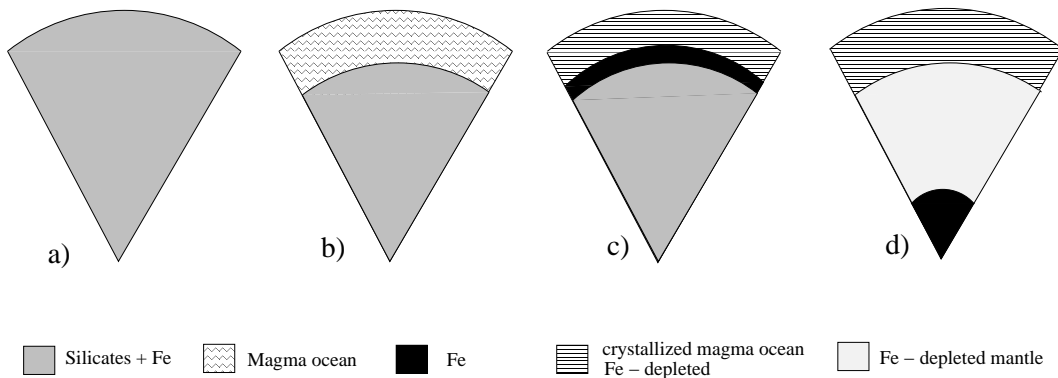 a)
b)
c)
d)
Silicates + Fe
Magma ocean
Fe
crystallized magma ocean
Fe − depleted
Fe − depleted mantle